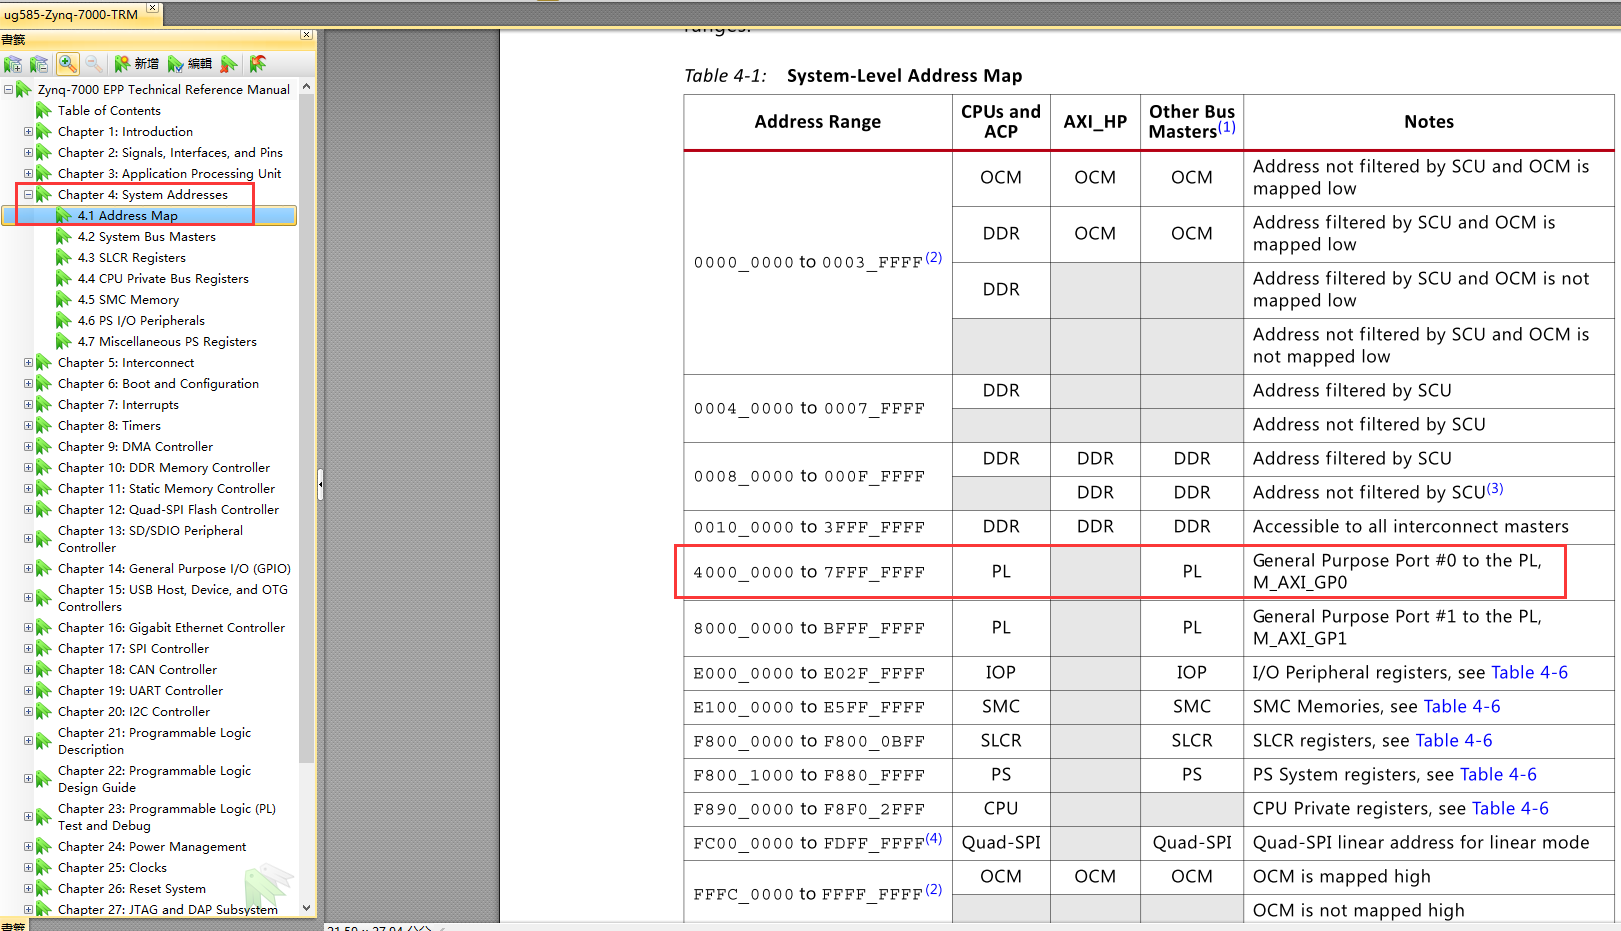 ug585-Zynq-7000-TRM
書籤
新增 編輯
Zynq-7000 EPP Technical Reference Manual
Table of Contents
Chapter 1: Introduction
Chapter 2: Signals, Interfaces, and Pins
Chapter 3: Application Processing Unit
Chapter 4: System Addresses
4.1 Address Map
4.2 System Bus Masters
4.3 SLCR Registers
4.4 CPU Private Bus Registers
4.5 SMC Memory
4.6 PS I/O Peripherals
4.7 Miscellaneous PS Registers
Chapter 5: Interconnect
Chapter 6: Boot and Configuration
Chapter 7: Interrupts
Chapter 8: Timers
Chapter 9: DMA Controller
Chapter 10: DDR Memory Controller
Chapter 11: Static Memory Controller
Chapter 12: Quad-SPI Flash Controller
Chapter 13: SD/SDIO Peripheral
Controller
Chapter 14: General Purpose I/O (GPIO)
Chapter 15: USB Host, Device, and OTG
Controllers
Chapter 16: Gigabit Ethernet Controller
Chapter 17: SPI Controller
Chapter 18: CAN Controller
Chapter 19: UART Controller
Chapter 20: I2C Controller
Chapter 21: Programmable Logic
Description
Chapter 22: Programmable Logic
Design Guide
Chapter 23: Programmable Logic (PL)
Test and Debug
Chapter 24: Power Management
Chapter 25: Clocks
Chapter 26: Reset System
Chapter 27: JTAG and DAP Subsystem
書籤
ranges.
Table 4-1: System-Level Address Map
Address Range CPUs and ACP AXI_HP Other Bus Masters(1) Notes
0000_0000 to 0003_FFFF(2) OCM OCM OCM Address not filtered by SCU and OCM is
mapped low
DDR OCM OCM Address filtered by SCU and OCM is
mapped low
DDR Address filtered by SCU and OCM is not
mapped low
Address not filtered by SCU and OCM is
not mapped low
0004_0000 to 0007_FFFF DDR Address filtered by SCU
Address not filtered by SCU
0008_0000 to 000F_FFFF DDR DDR DDR Address filtered by SCU
DDR DDR Address not filtered by SCU(3)
0010_0000 to 3FFF_FFFF DDR DDR DDR Accessible to all interconnect masters
4000_0000 to 7FFF_FFFF PL PL General Purpose Port #0 to the PL,
M_AXI_GP0
8000_0000 to BFFF_FFFF PL PL General Purpose Port #1 to the PL,
M_AXI_GP1
E000_0000 to E02F_FFFF IOP IOP I/O Peripheral registers, see Table 4-6
E100_0000 to E5FF_FFFF SMC SMC SMC Memories, see Table 4-6
F800_0000 to F800_0BFF SLCR SLCR SLCR registers, see Table 4-6
F800_1000 to F880_FFFF PS PS PS System registers, see Table 4-6
F890_0000 to F8F0_2FFF CPU CPU Private registers, see Table 4-6
FC00_0000 to FDFF_FFFF(4) Quad-SPI Quad-SPI Quad-SPI linear address for linear mode
FFFC_0000 to FFFF_FFFF(2) OCM OCM OCM OCM is mapped high
OCM is not mapped high